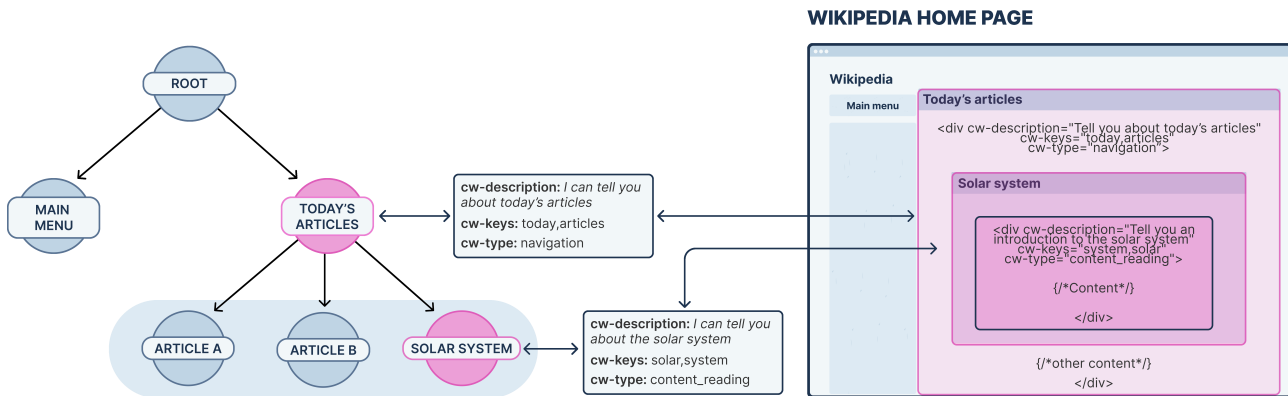 WIKIPEDIA HOME PAGE
ROOT
MAIN
MENU
TODAY’S
ARTICLES
ARTICLE A
ARTICLE B
SOLAR SYSTEM
cw-description: I can tell you
about today’s articles
cw-keys: today,articles
cw-type: navigation
cw-description: I can tell you
about the solar system
cw-keys: solar,system
cw-type: content_reading
Wikipedia
Main menu
Today’s articles
<div cw-description="Tell you about today’s articles"
cw-keys="today,articles"
cw-type="navigation">
Solar system
<div cw-description="Tell you an
introduction to the solar system"
cw-keys="system,solar"
cw-type="content_reading">
{/*Content*/}
</div>
{/*other content*/}
</div>